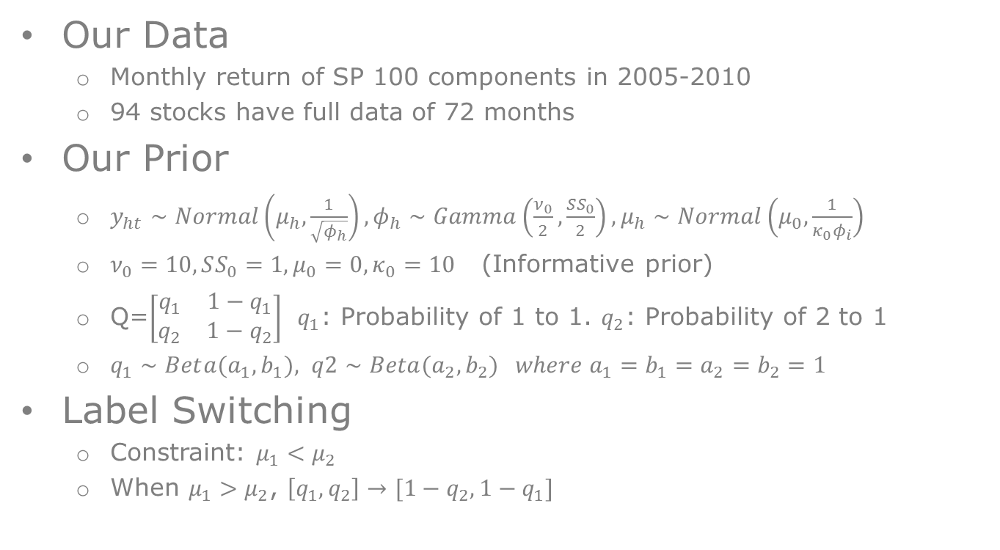 • Our Data
○ Monthly return of SP 100 components in 2005-2010
○ 94 stocks have full data of 72 months
• Our Prior
○ $y_{ht} \sim Normal\left(\mu_h, \frac{1}{\sqrt{\phi_h}}\right), \phi_h \sim Gamma\left(\frac{\nu_0}{2}, \frac{SS_0}{2}\right), \mu_h \sim Normal\left(\mu_0, \frac{1}{\kappa_0 \phi_i}\right)$
○ $\nu_0 = 10, SS_0 = 1, \mu_0 = 0, \kappa_0 = 10$ (Informative prior)
○ Q=$\begin{bmatrix} q_1 & 1 - q_1 \\ q_2 & 1 - q_2 \end{bmatrix}$ $q_1$: Probability of 1 to 1. $q_2$: Probability of 2 to 1
○ $q_1 \sim Beta(a_1, b_1),\ q2 \sim Beta(a_2, b_2)\ where\ a_1 = b_1 = a_2 = b_2 = 1$
• Label Switching
○ Constraint: $\mu_1 < \mu_2$
○ When $\mu_1 > \mu_2$, $[q_1, q_2] \rightarrow [1 - q_2, 1 - q_1]$